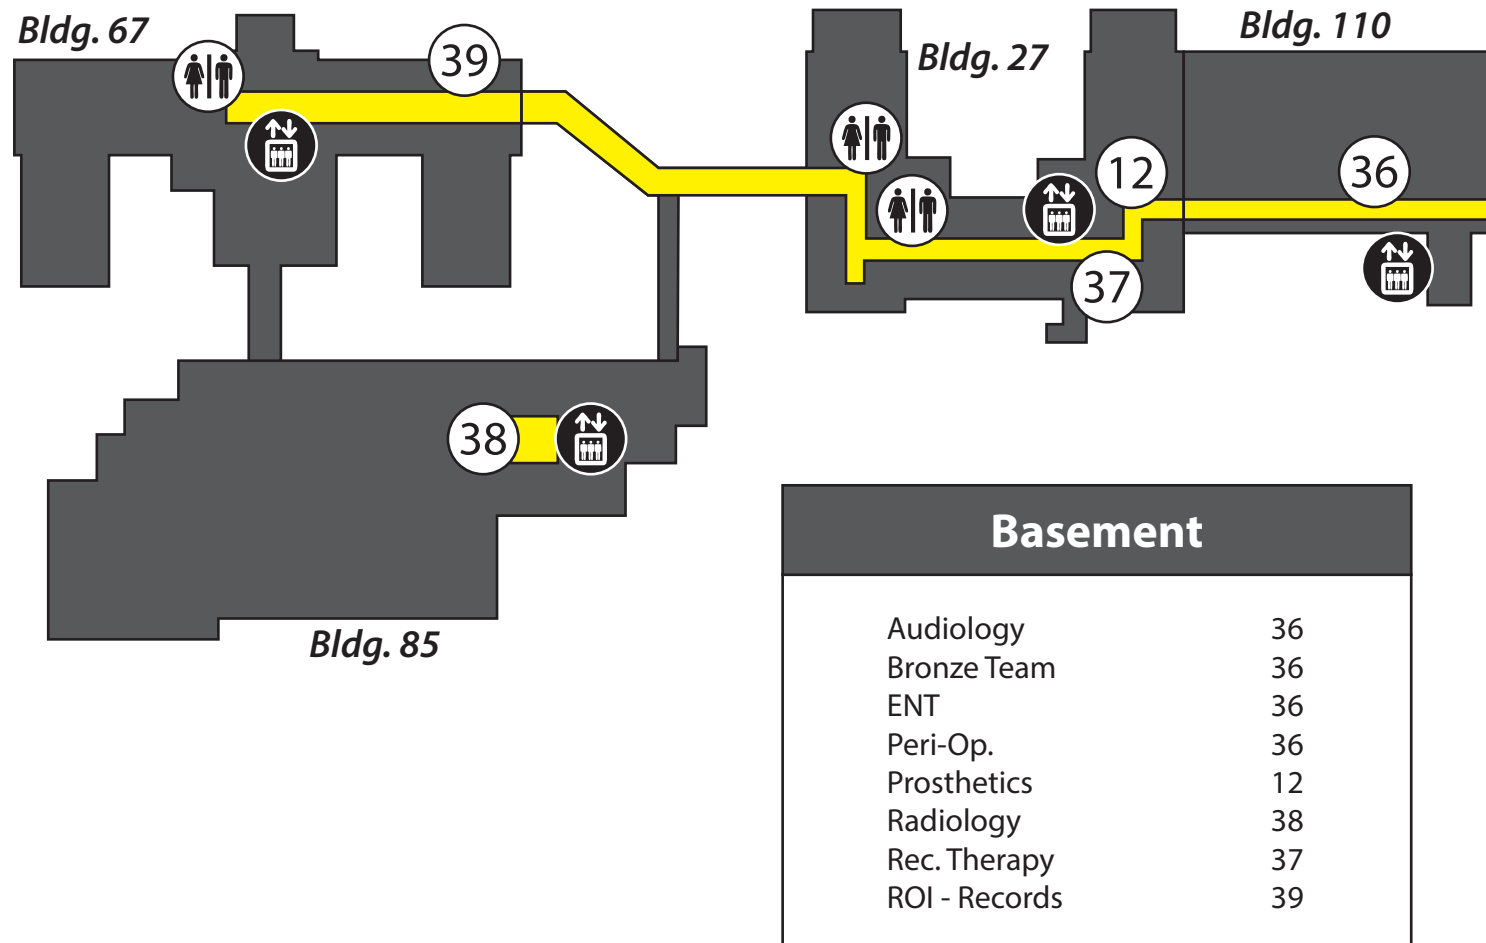 Bldg. 67
39
Bldg. 27
Bldg. 110
12
36
37
38
Bldg. 85
Basement
Audiology 36
Bronze Team 36
ENT 36
Peri-Op. 36
Prosthetics 12
Radiology 38
Rec. Therapy 37
ROI - Records 39